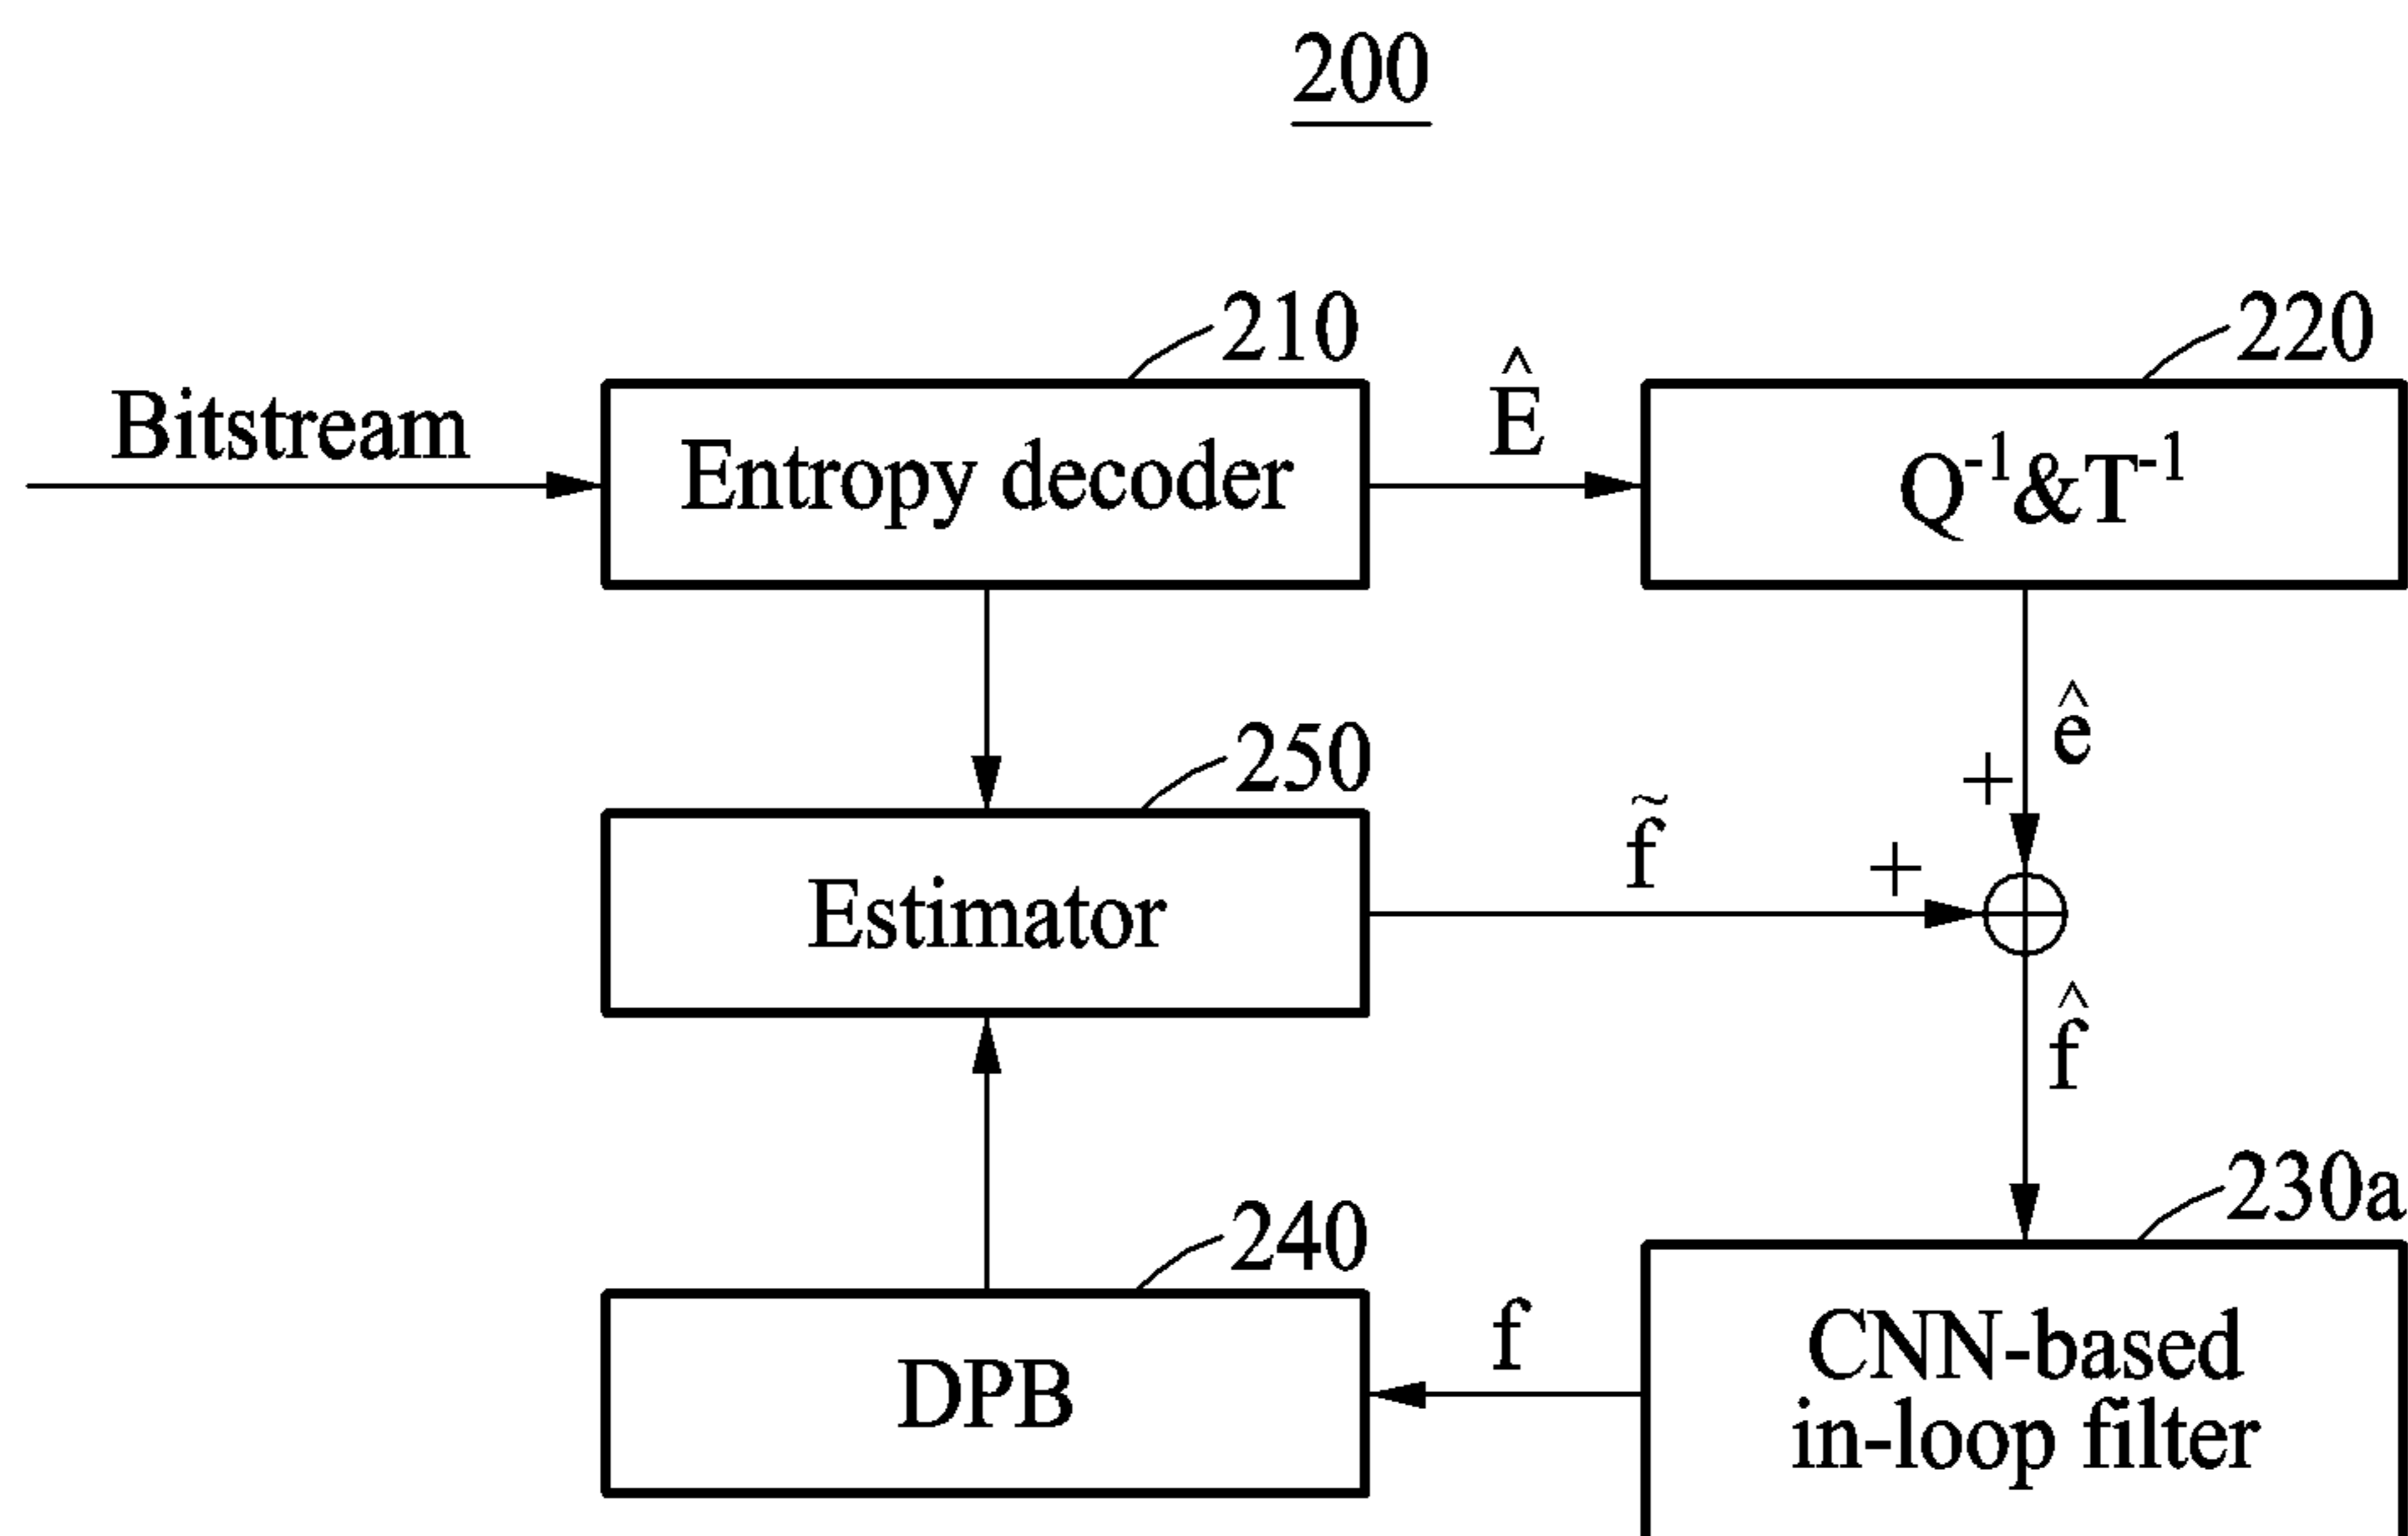 200
210
220
Bitstream
Entropy decoder
Ê
Q⁻¹&T⁻¹
ê
+
250
f̃
+
Estimator
f̂
230a
240
f
DPB
CNN-based
in-loop filter